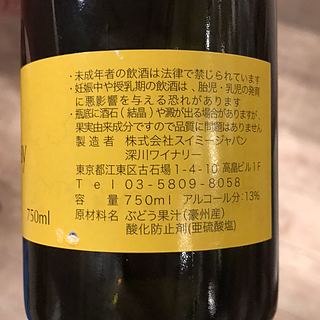 ・未成年者の飲酒は法律で禁じられています
・妊娠中や授乳期の飲酒は、胎児・乳児の発育
に悪影響を与える恐れがあります
・瓶底に酒石(結晶)や澱が出る場合がありますが、
果実由来成分ですので品質に問題はありません
製造者 株式会社スイミージャパン
深川ワイナリー
東京都江東区古石場1-4-10高畠ビル1F
Tel 03-5809-8058
容量 750ml アルコール分:13%
原材料名 ぶどう果汁(豪州産)
酸化防止剤(亜硫酸塩)
750ml